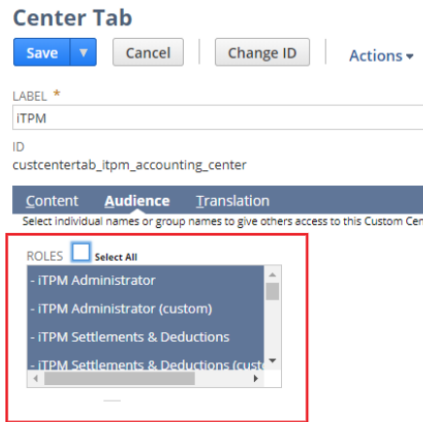 Center Tab
Save Cancel Change ID Actions
LABEL *
iTPM
ID
custcentertab_itpm_accounting_center
Content Audience Translation
Select individual names or group names to give others access to this Custom Cen
ROLES Select All
- iTPM Administrator
- iTPM Administrator (custom)
- iTPM Settlements & Deductions
- iTPM Settlements & Deductions (cust